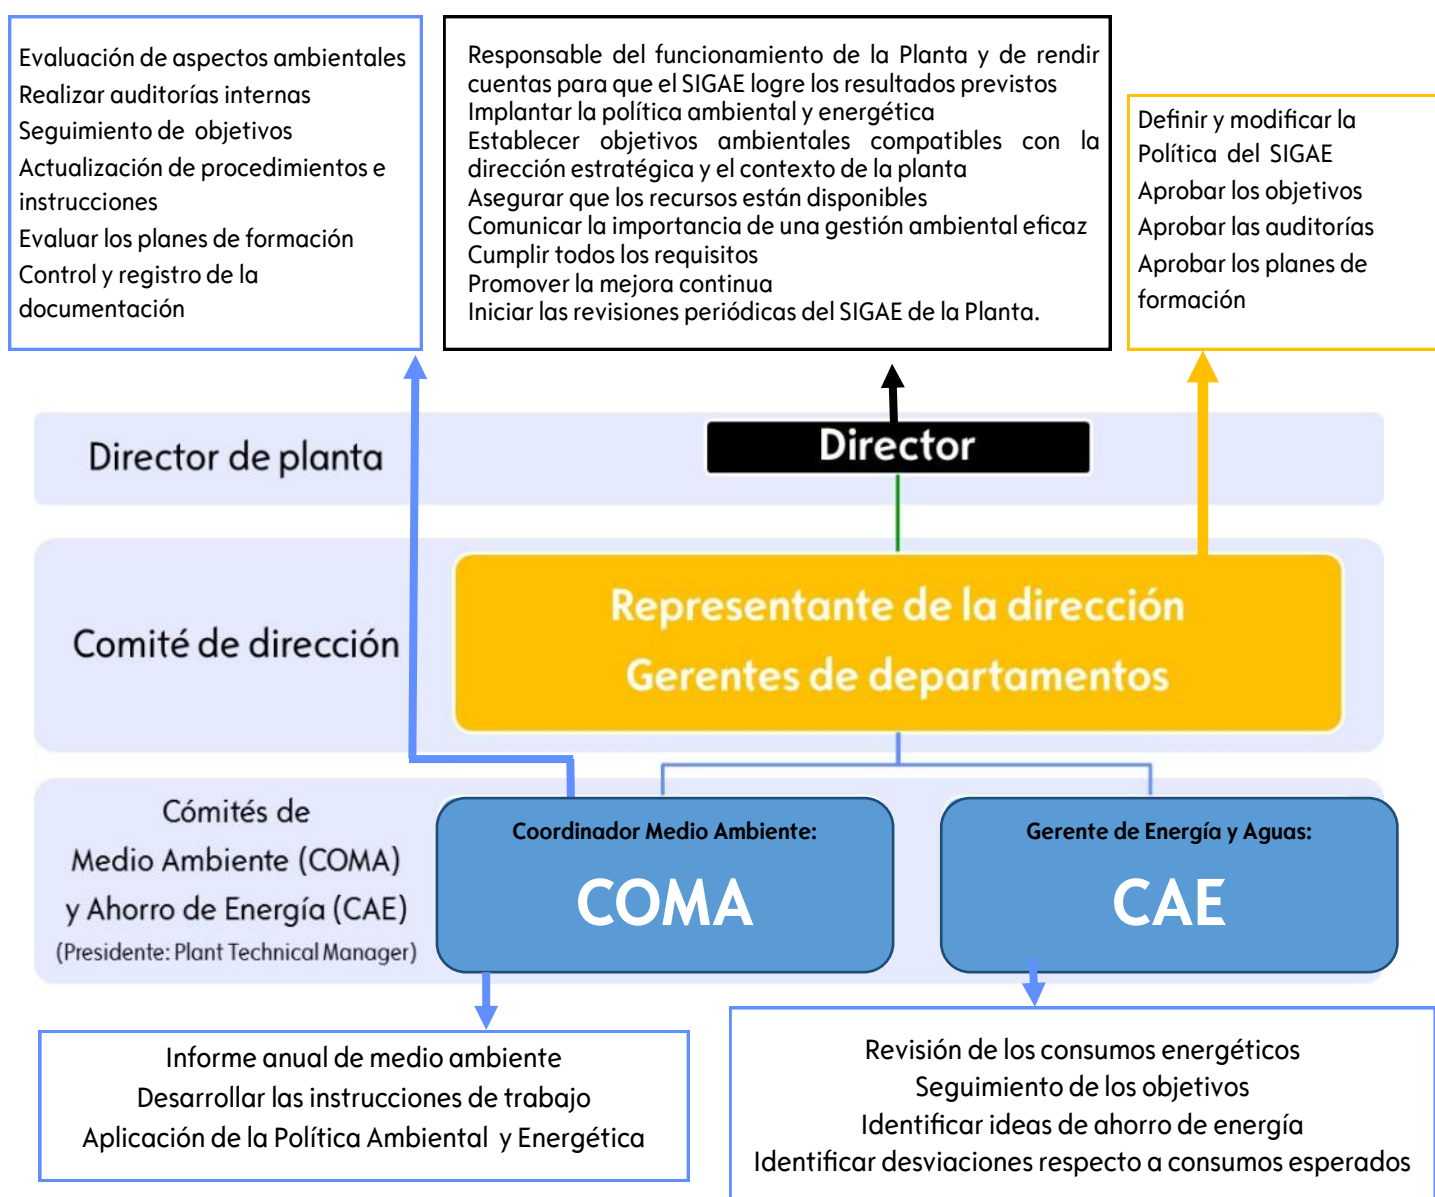 Evaluación de aspectos ambientales
Realizar auditorías internas
Seguimiento de objetivos
Actualización de procedimientos e
instrucciones
Evaluar los planes de formación
Control y registro de la
documentación
Responsable del funcionamiento de la Planta y de rendir
cuentas para que el SIGAE logre los resultados previstos
Implantar la política ambiental y energética
Establecer objetivos ambientales compatibles con la
dirección estratégica y el contexto de la planta
Asegurar que los recursos están disponibles
Comunicar la importancia de una gestión ambiental eficaz
Cumplir todos los requisitos
Promover la mejora continua
Iniciar las revisiones periódicas del SIGAE de la Planta.
Definir y modificar la
Política del SIGAE
Aprobar los objetivos
Aprobar las auditorías
Aprobar los planes de
formación
Director de planta
Director
Comité de dirección
Representante de la dirección
Gerentes de departamentos
Cómités de
Medio Ambiente (COMA)
y Ahorro de Energía (CAE)
(Presidente: Plant Technical Manager)
Coordinador Medio Ambiente:
COMA
Gerente de Energía y Aguas:
CAE
Informe anual de medio ambiente
Desarrollar las instrucciones de trabajo
Aplicación de la Política Ambiental y Energética
Revisión de los consumos energéticos
Seguimiento de los objetivos
Identificar ideas de ahorro de energía
Identificar desviaciones respecto a consumos esperados